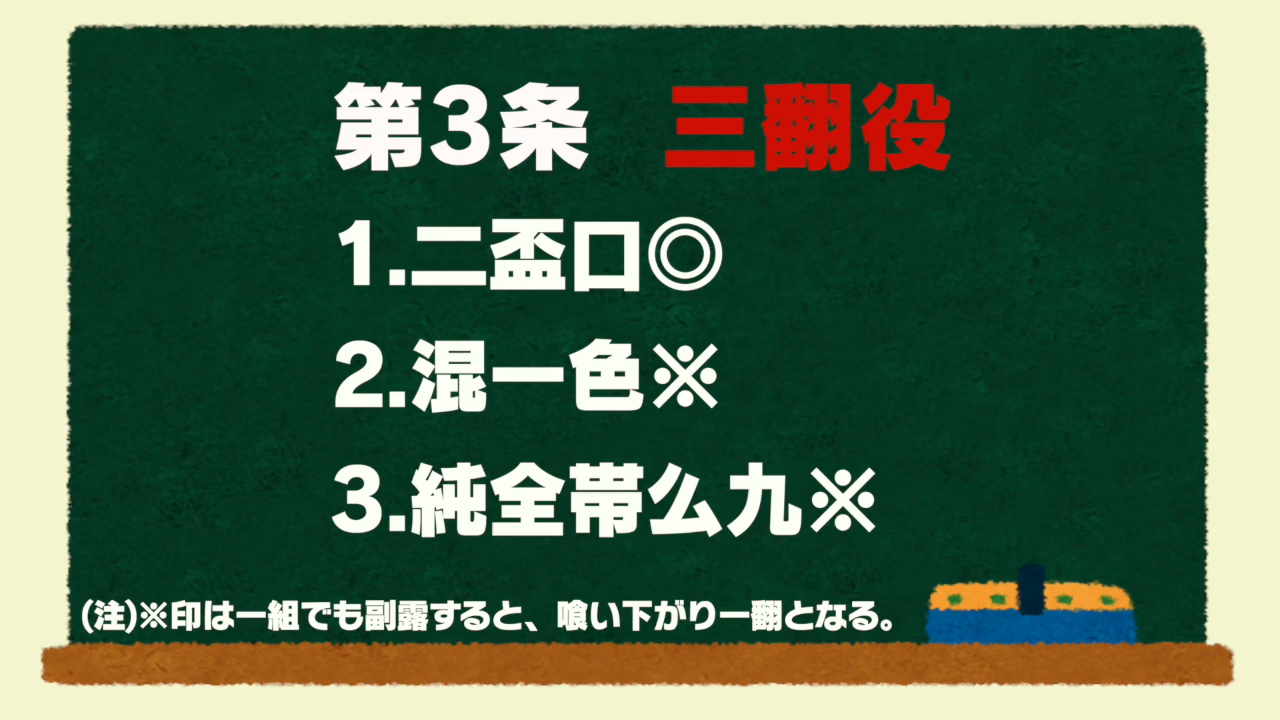 第3条 三翻役
1.二盃口◎
2.混一色※
3.純全帯么九※
(注)※印は一組でも副露すると、喰い下がり一翻となる。